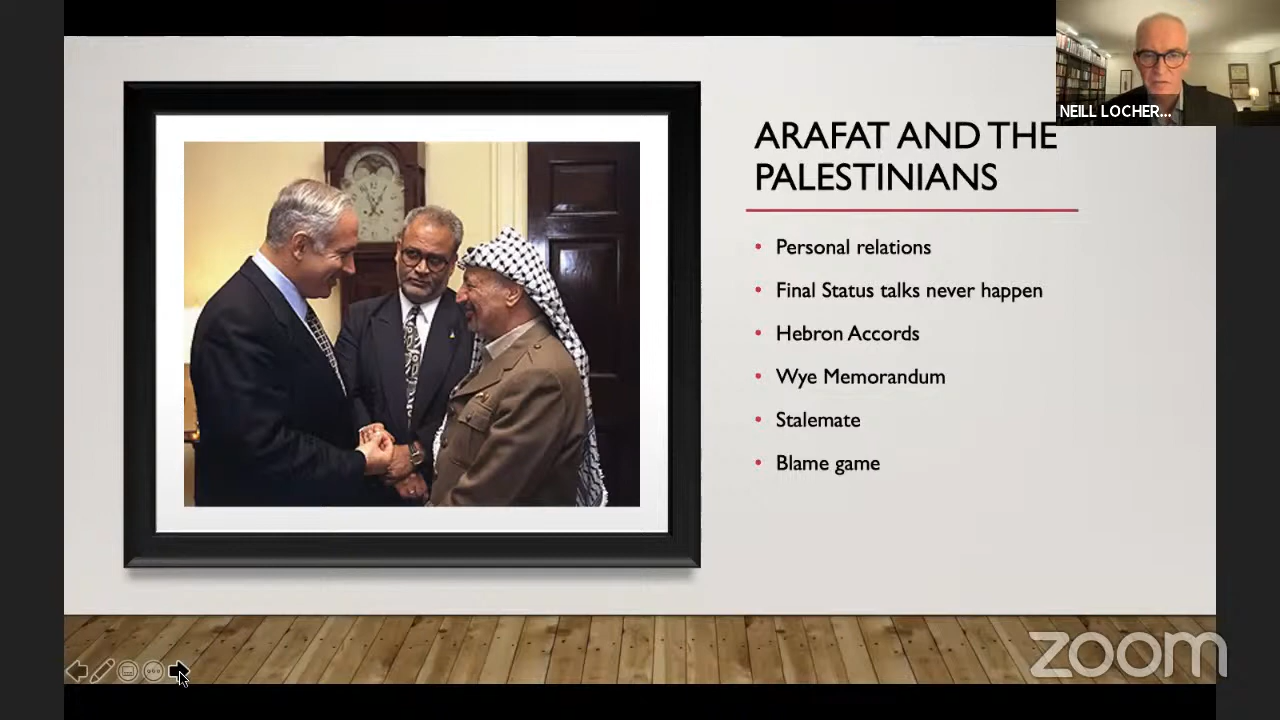 NEILL LOCHER...
ARAFAT AND THE
PALESTINIANS
• Personal relations
• Final Status talks never happen
• Hebron Accords
• Wye Memorandum
• Stalemate
• Blame game
zoom